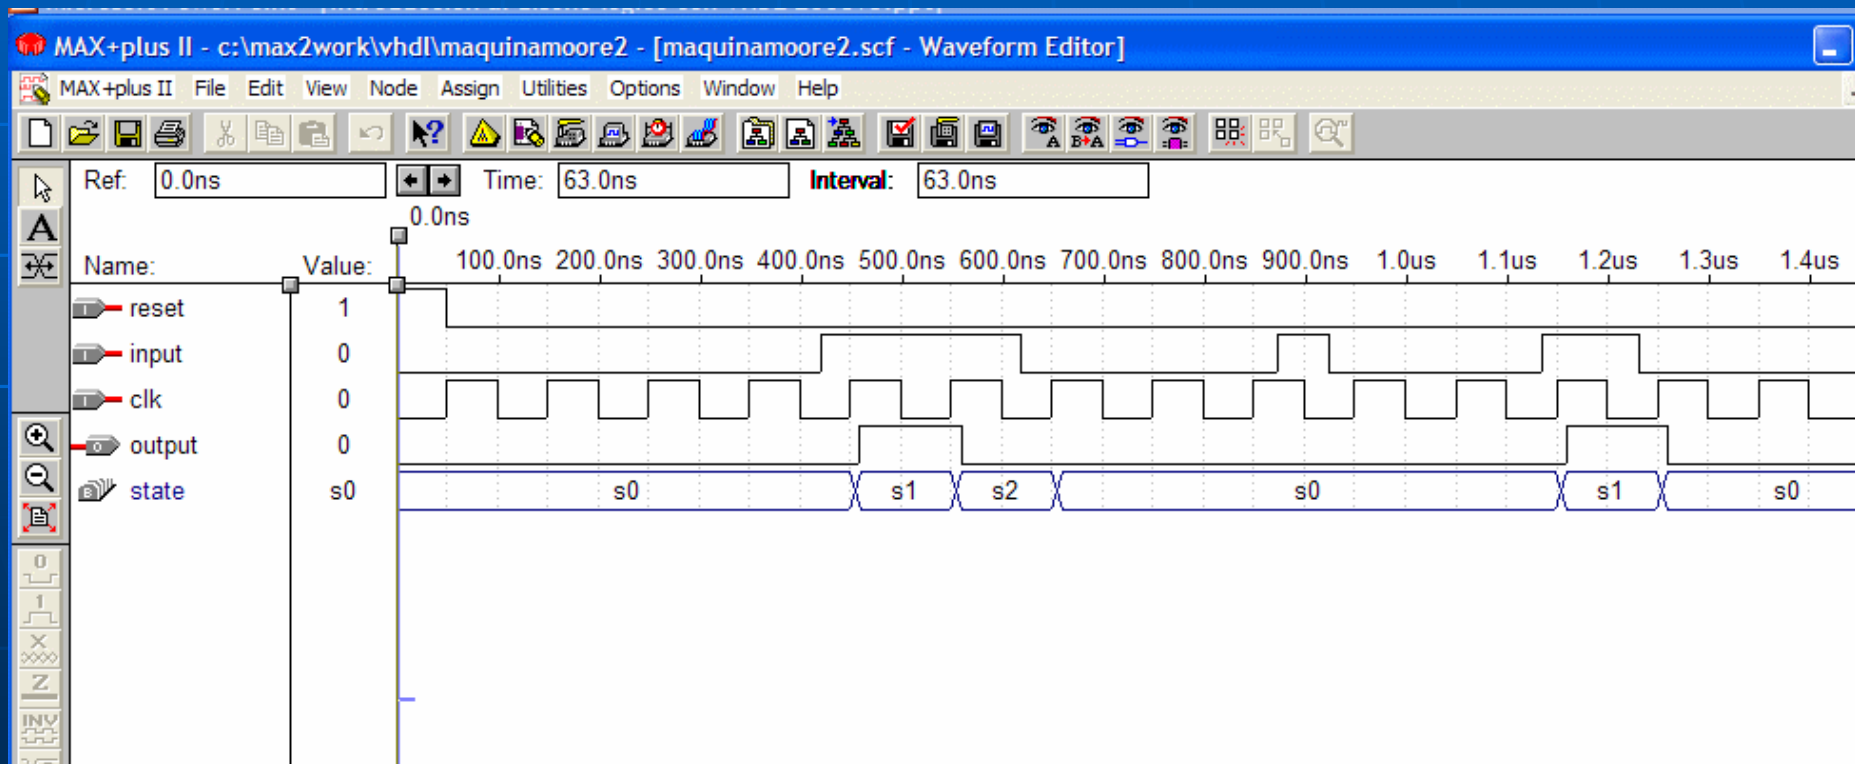 MAX+plus II - c:\max2work\vhdl\maquinamoore2 - [maquinamoore2.scf - Waveform Editor]
MAX+plus II File Edit View Node Assign Utilities Options Window Help
Ref: 0.0ns Time: 63.0ns Interval: 63.0ns
0.0ns
Name: Value: 100.0ns 200.0ns 300.0ns 400.0ns 500.0ns 600.0ns 700.0ns 800.0ns 900.0ns 1.0us 1.1us 1.2us 1.3us 1.4us
reset 1
input 0
clk 0
output 0
state s0 s0 s1 s2 s0 s1 s0
A
0
1
X
Z
INV